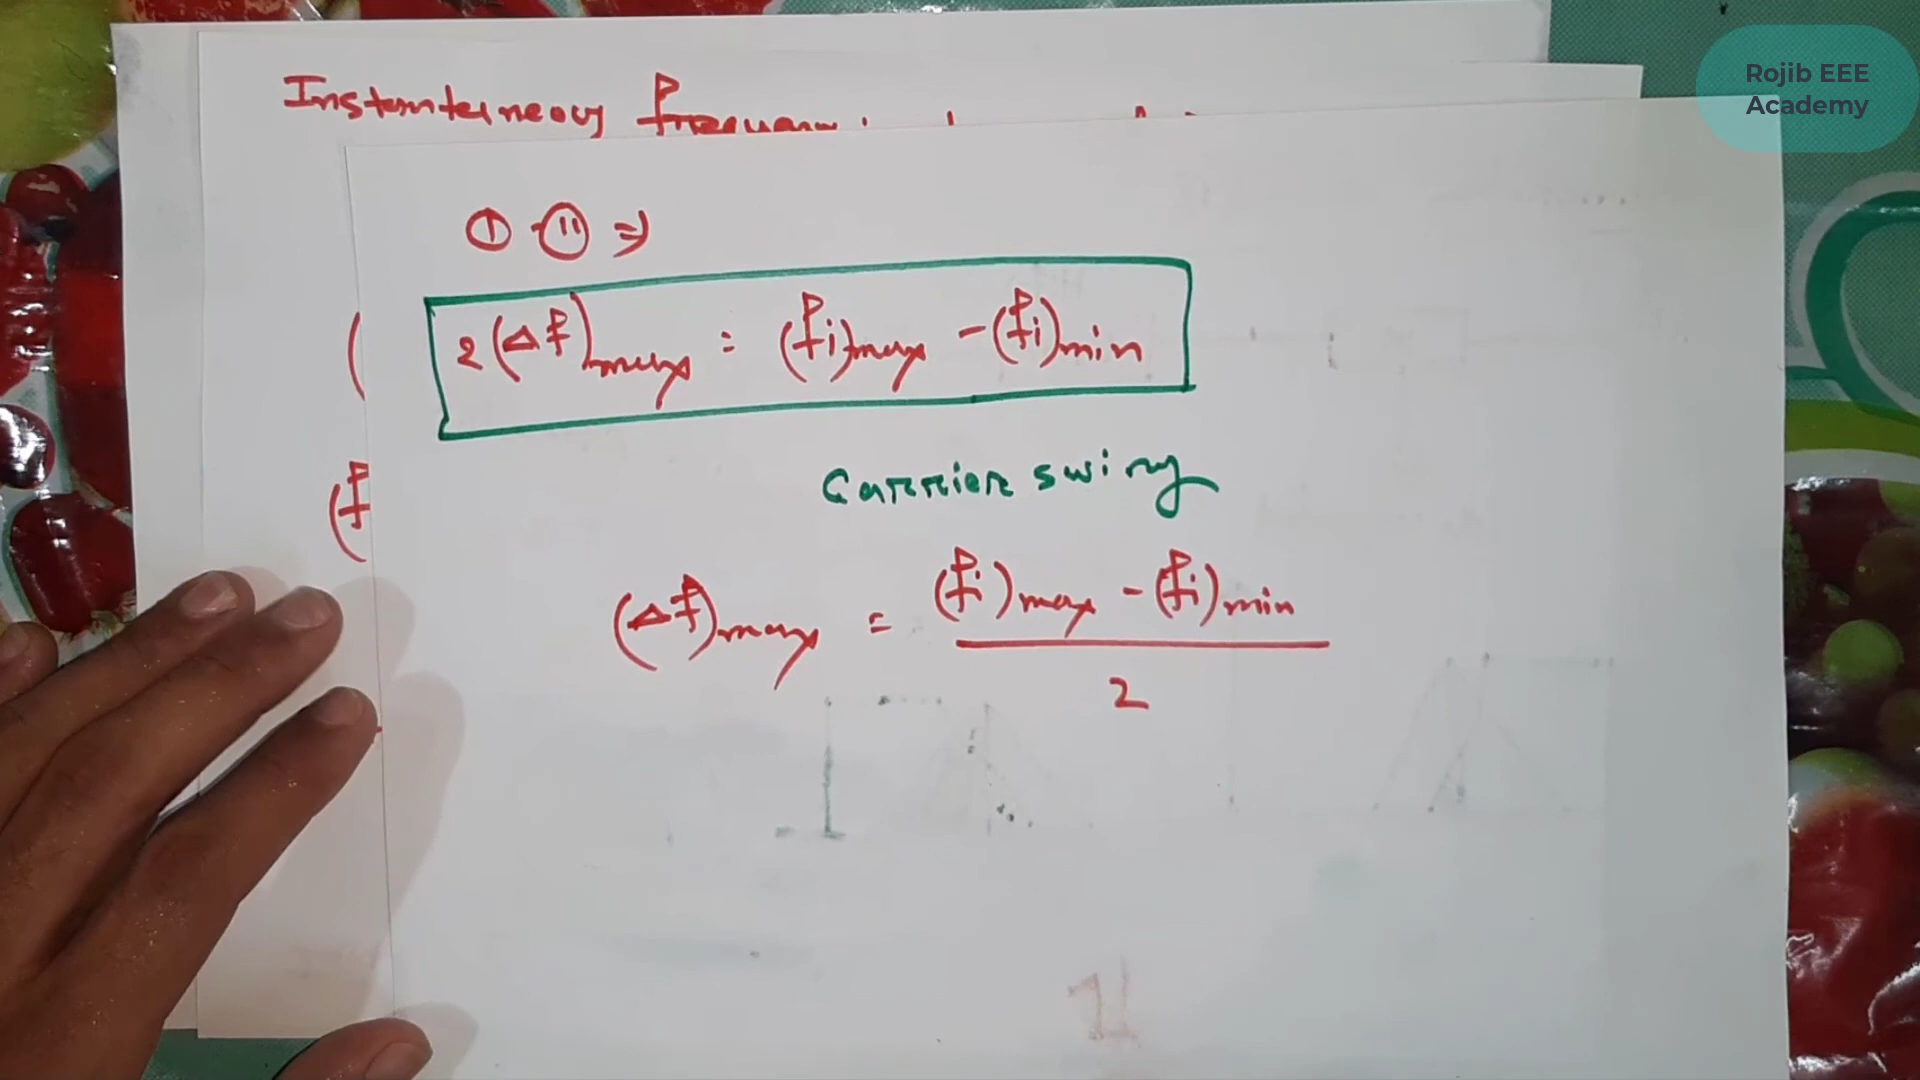 Rojib EEE
Academy
Instanteneous frequency
① - ⑪ ⇒
2(Δf)max = (fi)max - (fi)min
Carrier swing
(Δf)max = (fi)max - (fi)min
2